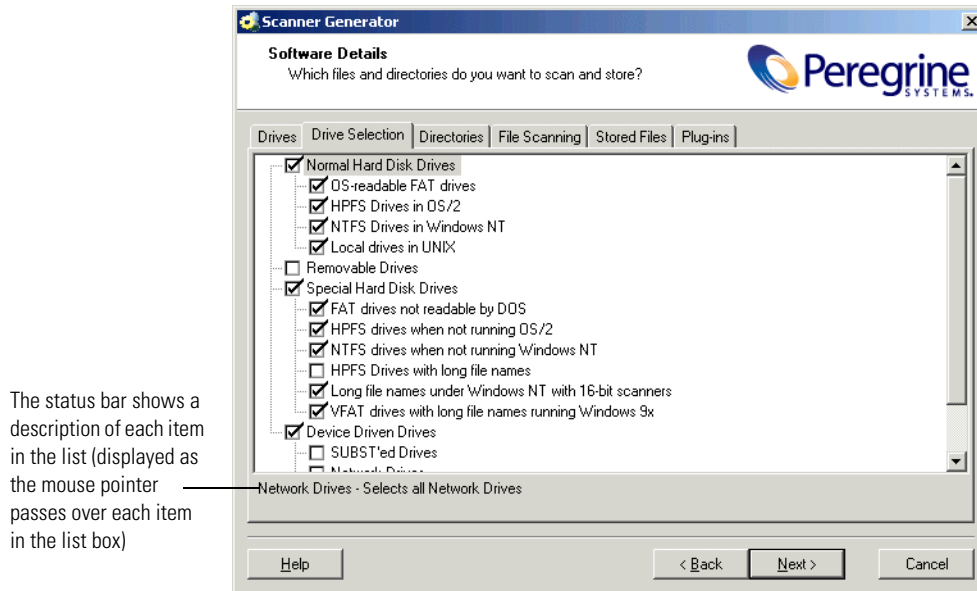 Scanner Generator
Software Details
Which files and directories do you want to scan and store?
Peregrine
SYSTEMS.
Drives Drive Selection Directories File Scanning Stored Files Plug-ins
Normal Hard Disk Drives
OS-readable FAT drives
HPFS Drives in OS/2
NTFS Drives in Windows NT
Local drives in UNIX
Removable Drives
Special Hard Disk Drives
FAT drives not readable by DOS
HPFS drives when not running OS/2
NTFS drives when not running Windows NT
HPFS Drives with long file names
Long file names under Windows NT with 16-bit scanners
VFAT drives with long file names running Windows 9x
Device Driven Drives
SUBST'ed Drives
Network Drives
Network Drives - Selects all Network Drives
The status bar shows a
description of each item
in the list (displayed as
the mouse pointer
passes over each item
in the list box)
Help < Back Next > Cancel